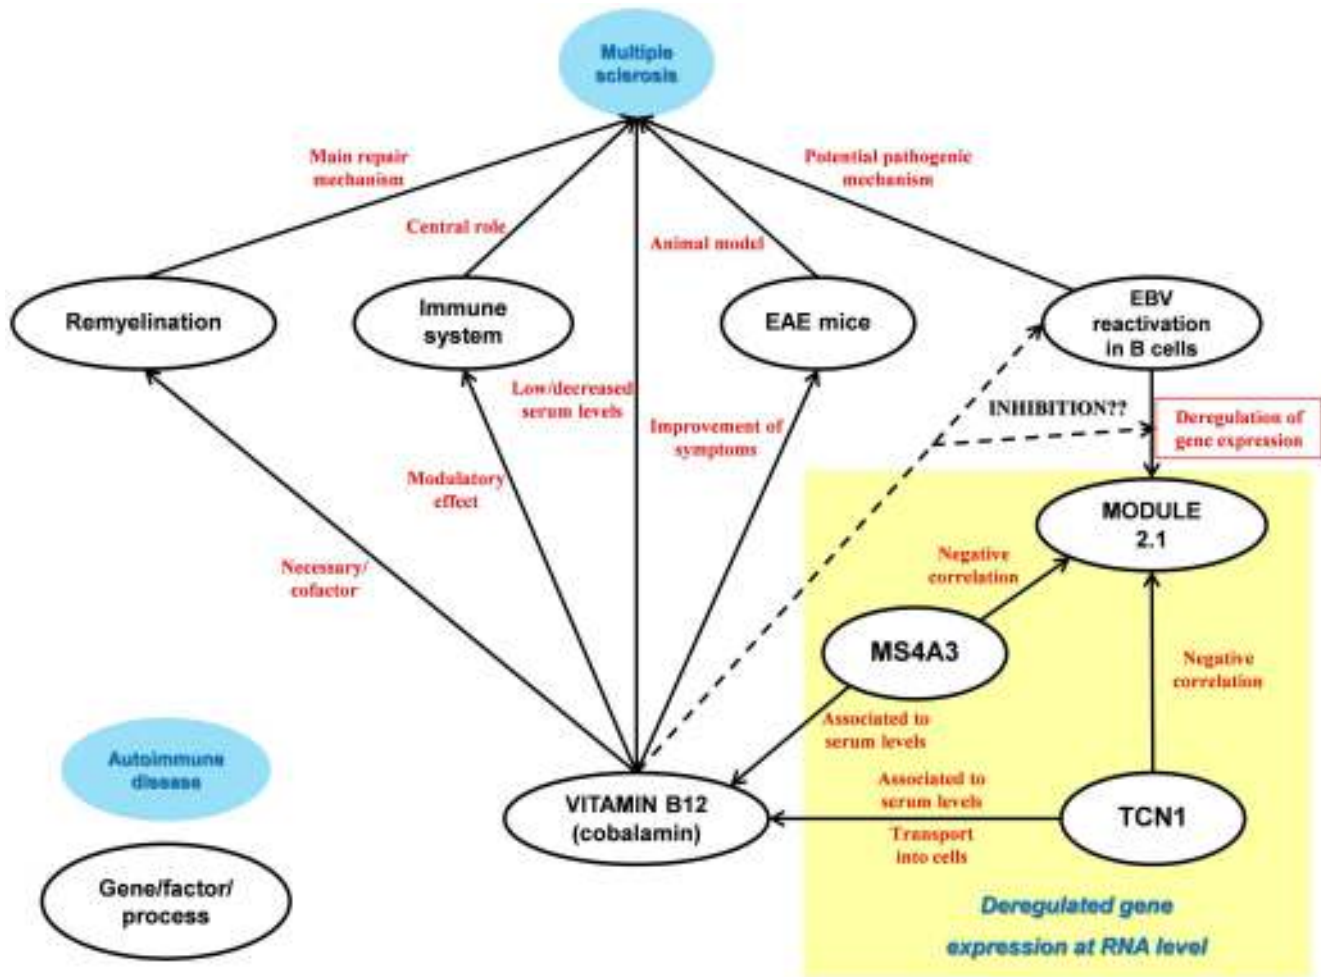 Multiple
sclerosis
Main repair
mechanism
Potential pathogenic
mechanism
Central role
Animal model
Remyelination
Immune
system
EAE mice
EBV
reactivation
in B cells
Low/decreased
serum levels
INHIBITION??
Deregulation of
gene expression
Improvement of
symptoms
Modulatory
effect
MODULE
2.1
Necessary/
cofactor
Negative
correlation
MS4A3
Negative
correlation
Associated to
serum levels
Autoimmune
disease
VITAMIN B12
(cobalamin)
Associated to
serum levels
Transport
into cells
TCN1
Gene/factor/
process
Deregulated gene
expression at RNA level